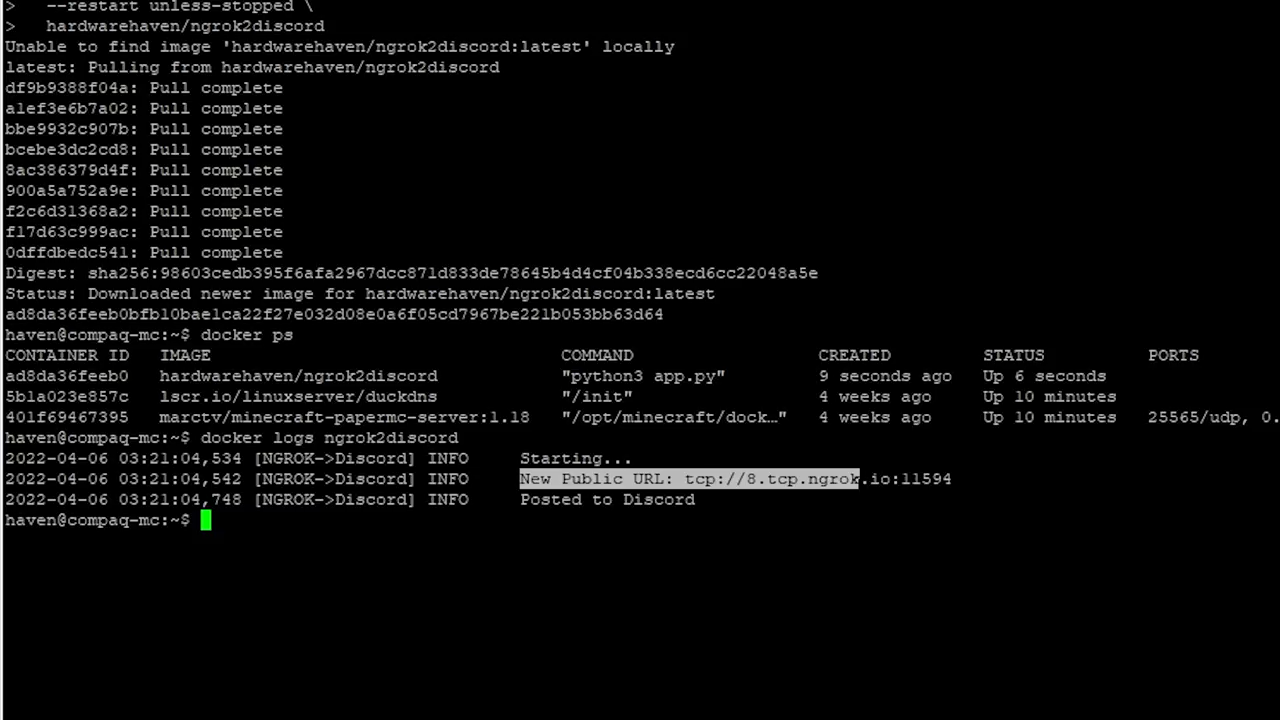 >   --restart unless-stopped \
>   hardwarehaven/ngrok2discord
Unable to find image 'hardwarehaven/ngrok2discord:latest' locally
latest: Pulling from hardwarehaven/ngrok2discord
df9b9388f04a: Pull complete
a1ef3e6b7a02: Pull complete
bbe9932c907b: Pull complete
bcebe3dc2cd8: Pull complete
8ac386379d4f: Pull complete
900a5a752a9e: Pull complete
f2c6d31368a2: Pull complete
f17d63c999ac: Pull complete
0dffdbedc541: Pull complete
Digest: sha256:98603cedb395f6afa2967dcc871d833de78645b4d4cf04b338ecd6cc22048a5e
Status: Downloaded newer image for hardwarehaven/ngrok2discord:latest
ad8da36feeb0bfb10bae1ca22f27e032d08e0a6f05cd7967be221b053bb63d64
haven@compaq-mc:~$ docker ps
CONTAINER ID   IMAGE   COMMAND   CREATED   STATUS   PORTS
ad8da36feeb0   hardwarehaven/ngrok2discord   "python3 app.py"   9 seconds ago   Up 6 seconds
5b1a023e857c   lscr.io/linuxserver/duckdns   "/init"   4 weeks ago   Up 10 minutes
401f69467395   marctv/minecraft-papermc-server:1.18   "/opt/minecraft/dock…"   4 weeks ago   Up 10 minutes   25565/udp, 0.
haven@compaq-mc:~$ docker logs ngrok2discord
2022-04-06 03:21:04,534 [NGROK->Discord] INFO     Starting...
2022-04-06 03:21:04,542 [NGROK->Discord] INFO     New Public URL: tcp://8.tcp.ngrok.io:11594
2022-04-06 03:21:04,748 [NGROK->Discord] INFO     Posted to Discord
haven@compaq-mc:~$